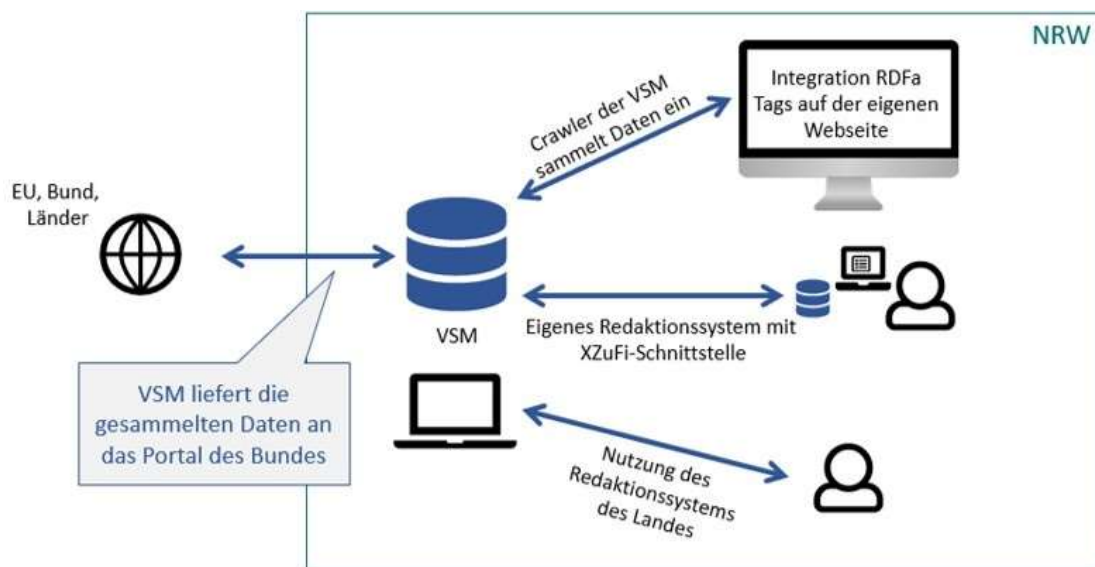 NRW
Integration RDFa
Tags auf der eigenen
Webseite
Crawler der VSM
sammelt Daten ein
EU, Bund,
Länder
VSM
Eigenes Redaktionssystem mit
XZuFi-Schnittstelle
VSM liefert die
gesammelten Daten an
das Portal des Bundes
Nutzung des
Redaktionssystems
des Landes